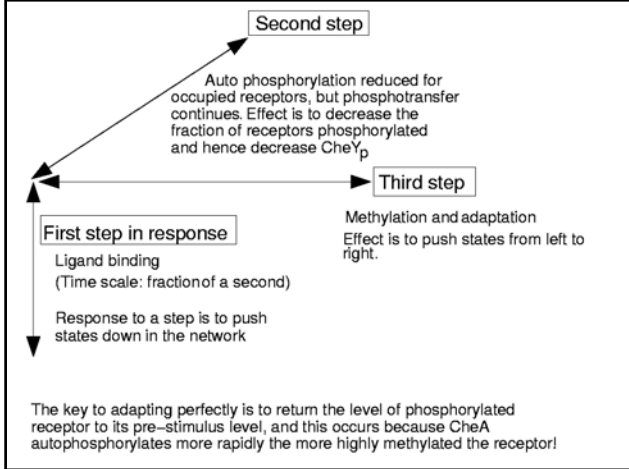 Second step
Auto phosphorylation reduced for
occupied receptors, but phosphotransfer
continues. Effect is to decrease the
fraction of receptors phosphorylated
and hence decrease CheYp
Third step
Methylation and adaptation
Effect is to push states from left to
right.
First step in response
Ligand binding
(Time scale: fraction of a second)
Response to a step is to push
states down in the network
The key to adapting perfectly is to return the level of phosphorylated
receptor to its pre-stimulus level, and this occurs because CheA
autophosphorylates more rapidly the more highly methylated the receptor!